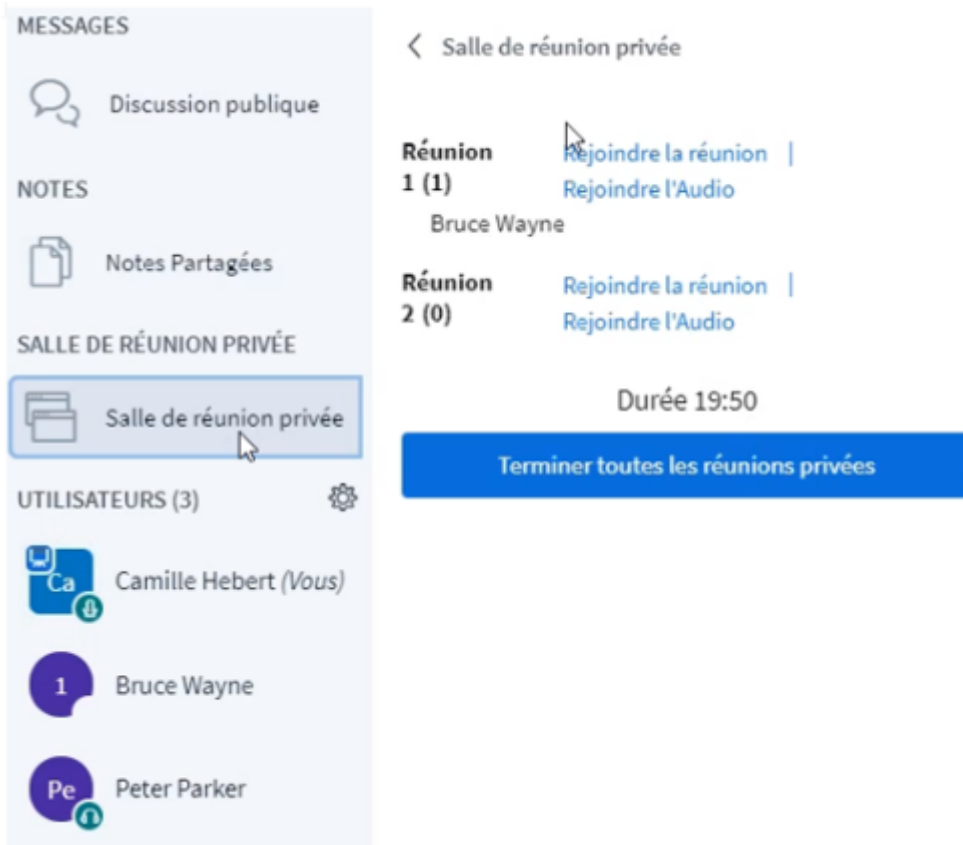 MESSAGES
Discussion publique
NOTES
Notes Partagées
SALLE DE RÉUNION PRIVÉE
Salle de réunion privée
UTILISATEURS (3)
Ca
Camille Hebert (Vous)
1
Bruce Wayne
Pe
Peter Parker
Salle de réunion privée
Réunion
1 (1)
Rejoindre la réunion |
Rejoindre l'Audio
Bruce Wayne
Réunion
2 (0)
Rejoindre la réunion |
Rejoindre l'Audio
Durée 19:50
Terminer toutes les réunions privées